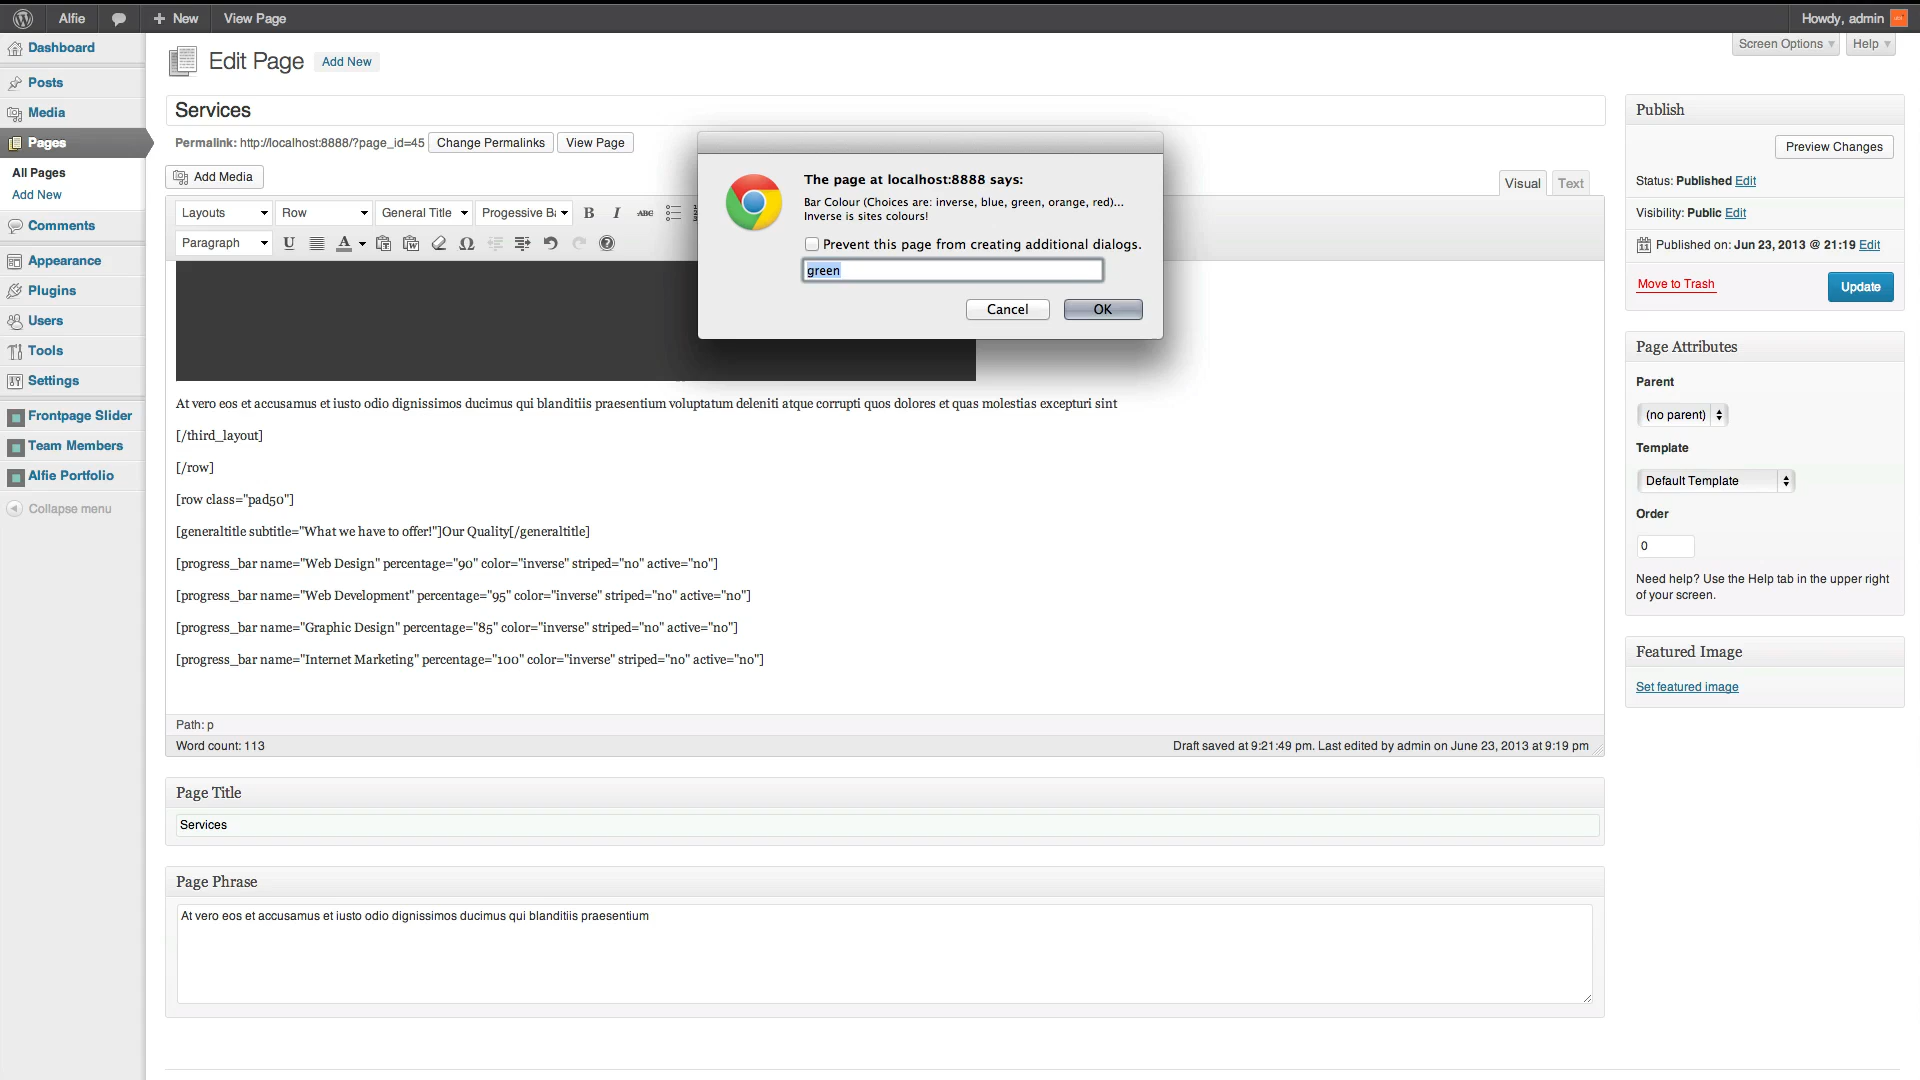 Alfie
New
View Page
Howdy, admin
Dashboard
Posts
Media
Pages
All Pages
Add New
Comments
Appearance
Plugins
Users
Tools
Settings
Frontpage Slider
Team Members
Alfie Portfolio
Collapse menu
Edit Page
Add New
Screen Options
Help
Services
Permalink: http://localhost:8888/?page_id=45
Change Permalinks
View Page
Add Media
Visual
Text
Layouts
Row
General Title
Progessive Ba
B
I
ABC
Paragraph
U
A
The page at localhost:8888 says:
Bar Colour (Choices are: inverse, blue, green, orange, red)...
Inverse is sites colours!
Prevent this page from creating additional dialogs.
green
Cancel
OK
At vero eos et accusamus et iusto odio dignissimos ducimus qui blanditiis praesentium voluptatum deleniti atque corrupti quos dolores et quas molestias excepturi sint
[/third_layout]
[/row]
[row class="pad50"]
[generaltitle subtitle="What we have to offer!"]Our Quality[/generaltitle]
[progress_bar name="Web Design" percentage="90" color="inverse" striped="no" active="no"]
[progress_bar name="Web Development" percentage="95" color="inverse" striped="no" active="no"]
[progress_bar name="Graphic Design" percentage="85" color="inverse" striped="no" active="no"]
[progress_bar name="Internet Marketing" percentage="100" color="inverse" striped="no" active="no"]
Path: p
Word count: 113
Draft saved at 9:21:49 pm. Last edited by admin on June 23, 2013 at 9:19 pm
Page Title
Services
Page Phrase
At vero eos et accusamus et iusto odio dignissimos ducimus qui blanditiis praesentium
Publish
Preview Changes
Status: Published Edit
Visibility: Public Edit
Published on: Jun 23, 2013 @ 21:19 Edit
Move to Trash
Update
Page Attributes
Parent
(no parent)
Template
Default Template
Order
0
Need help? Use the Help tab in the upper right
of your screen.
Featured Image
Set featured image